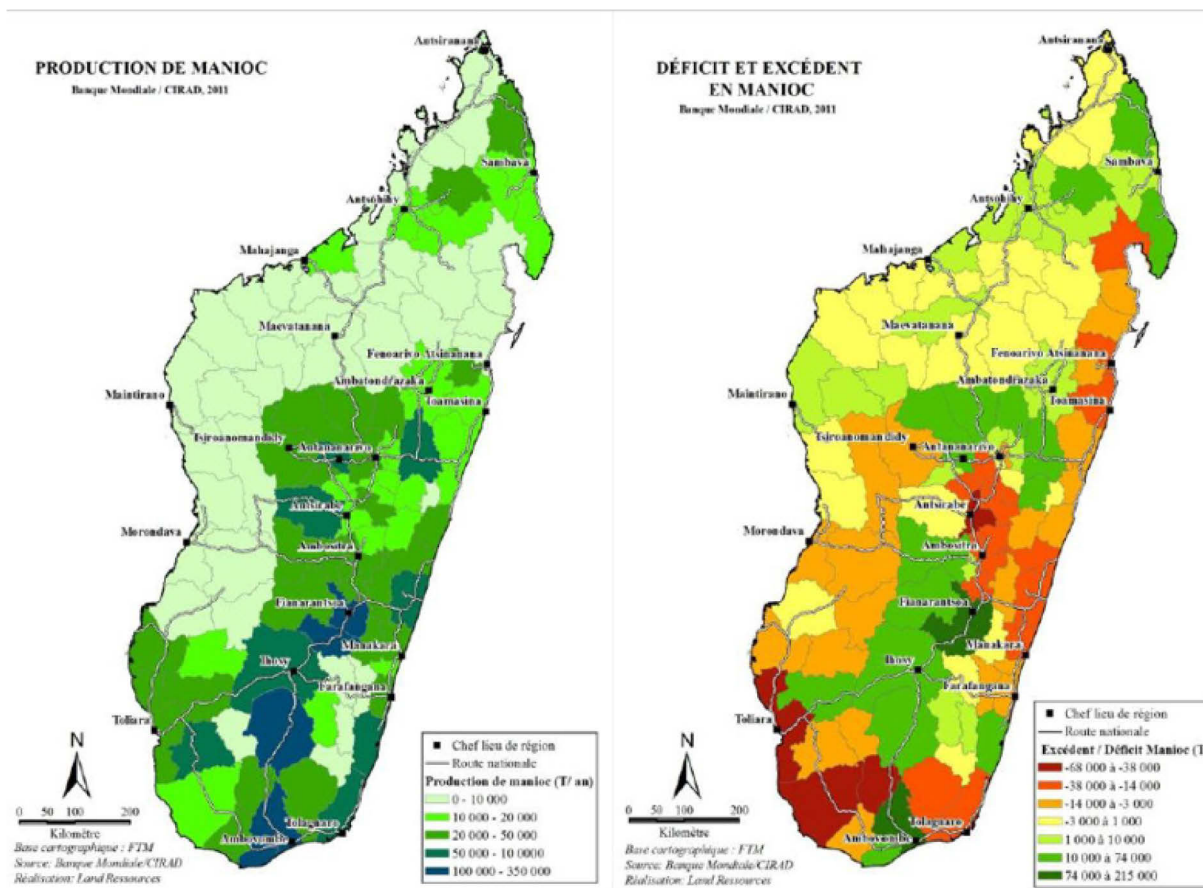 PRODUCTION DE MANIOC
Banque Mondiale / CIRAD, 2011
Antsiranana
Sambava
Antsohihy
Mahajanga
Maevatanana
Fenoarivo Atsinanana
Ambatondrazaka
Maintirano
Toamasina
Tsiroanomandidy
Antananarivo
Antsirabe
Morondava
Ambositra
Fianarantsoa
Manakara
Ihosy
Farafangana
Toliara
N
Tolagnaro
Ambovombe
0 100 200
Kilomètre
Base cartographique : FTM
Source: Banque Mondiale/CIRAD
Réalisation: Land Ressources
Chef lieu de région
Route nationale
Production de manioc (T/ an)
0 - 10 000
10 000 - 20 000
20 000 - 50 000
50 000 - 10 0000
100 000 - 350 000
DÉFICIT ET EXCÉDENT
EN MANIOC
Banque Mondiale / CIRAD, 2011
Antsiranana
Sambava
Antsohihy
Mahajanga
Maevatanana
Fenoarivo Atsinanana
Ambatondrazaka
Maintirano
Toamasina
Tsiroanomandidy
Antananarivo
Antsirabe
Morondava
Ambositra
Fianarantsoa
Manakara
Ihosy
Farafangana
Toliara
N
Tolagnaro
Ambovombe
0 100 200
Kilomètre
Base cartographique : FTM
Source: Banque Mondiale/CIRAD
Réalisation: Land Ressources
Chef lieu de région
Route nationale
Excédent / Déficit Manioc (T
-68 000 à -38 000
-38 000 à -14 000
-14 000 à -3 000
-3 000 à 1 000
1 000 à 10 000
10 000 à 74 000
74 000 à 215 000